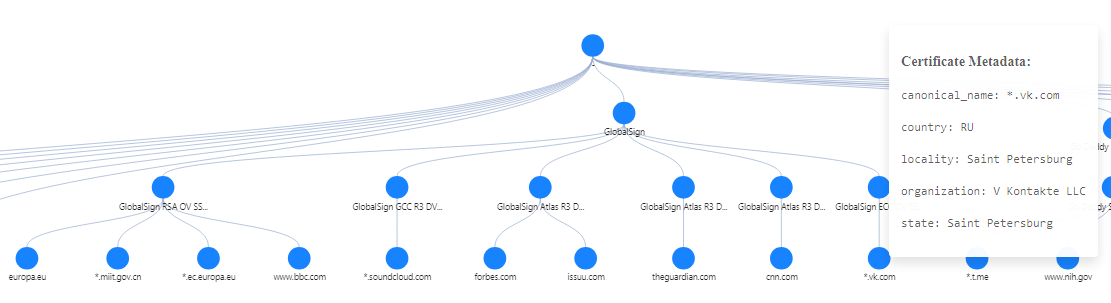 -
Certificate Metadata:
canonical_name: *.vk.com
country: RU
locality: Saint Petersburg
organization: V Kontakte LLC
state: Saint Petersburg
GlobalSign
Daddy
GlobalSign RSA OV SS...
GlobalSign GCC R3 DV...
GlobalSign Atlas R3 D...
GlobalSign Atlas R3 D...
GlobalSign Atlas R3 D...
GlobalSign EC
Daddy S
europa.eu
*.miit.gov.cn
*.ec.europa.eu
www.bbc.com
*.soundcloud.com
forbes.com
issuu.com
theguardian.com
cnn.com
*.vk.com
*.t.me
www.nih.gov